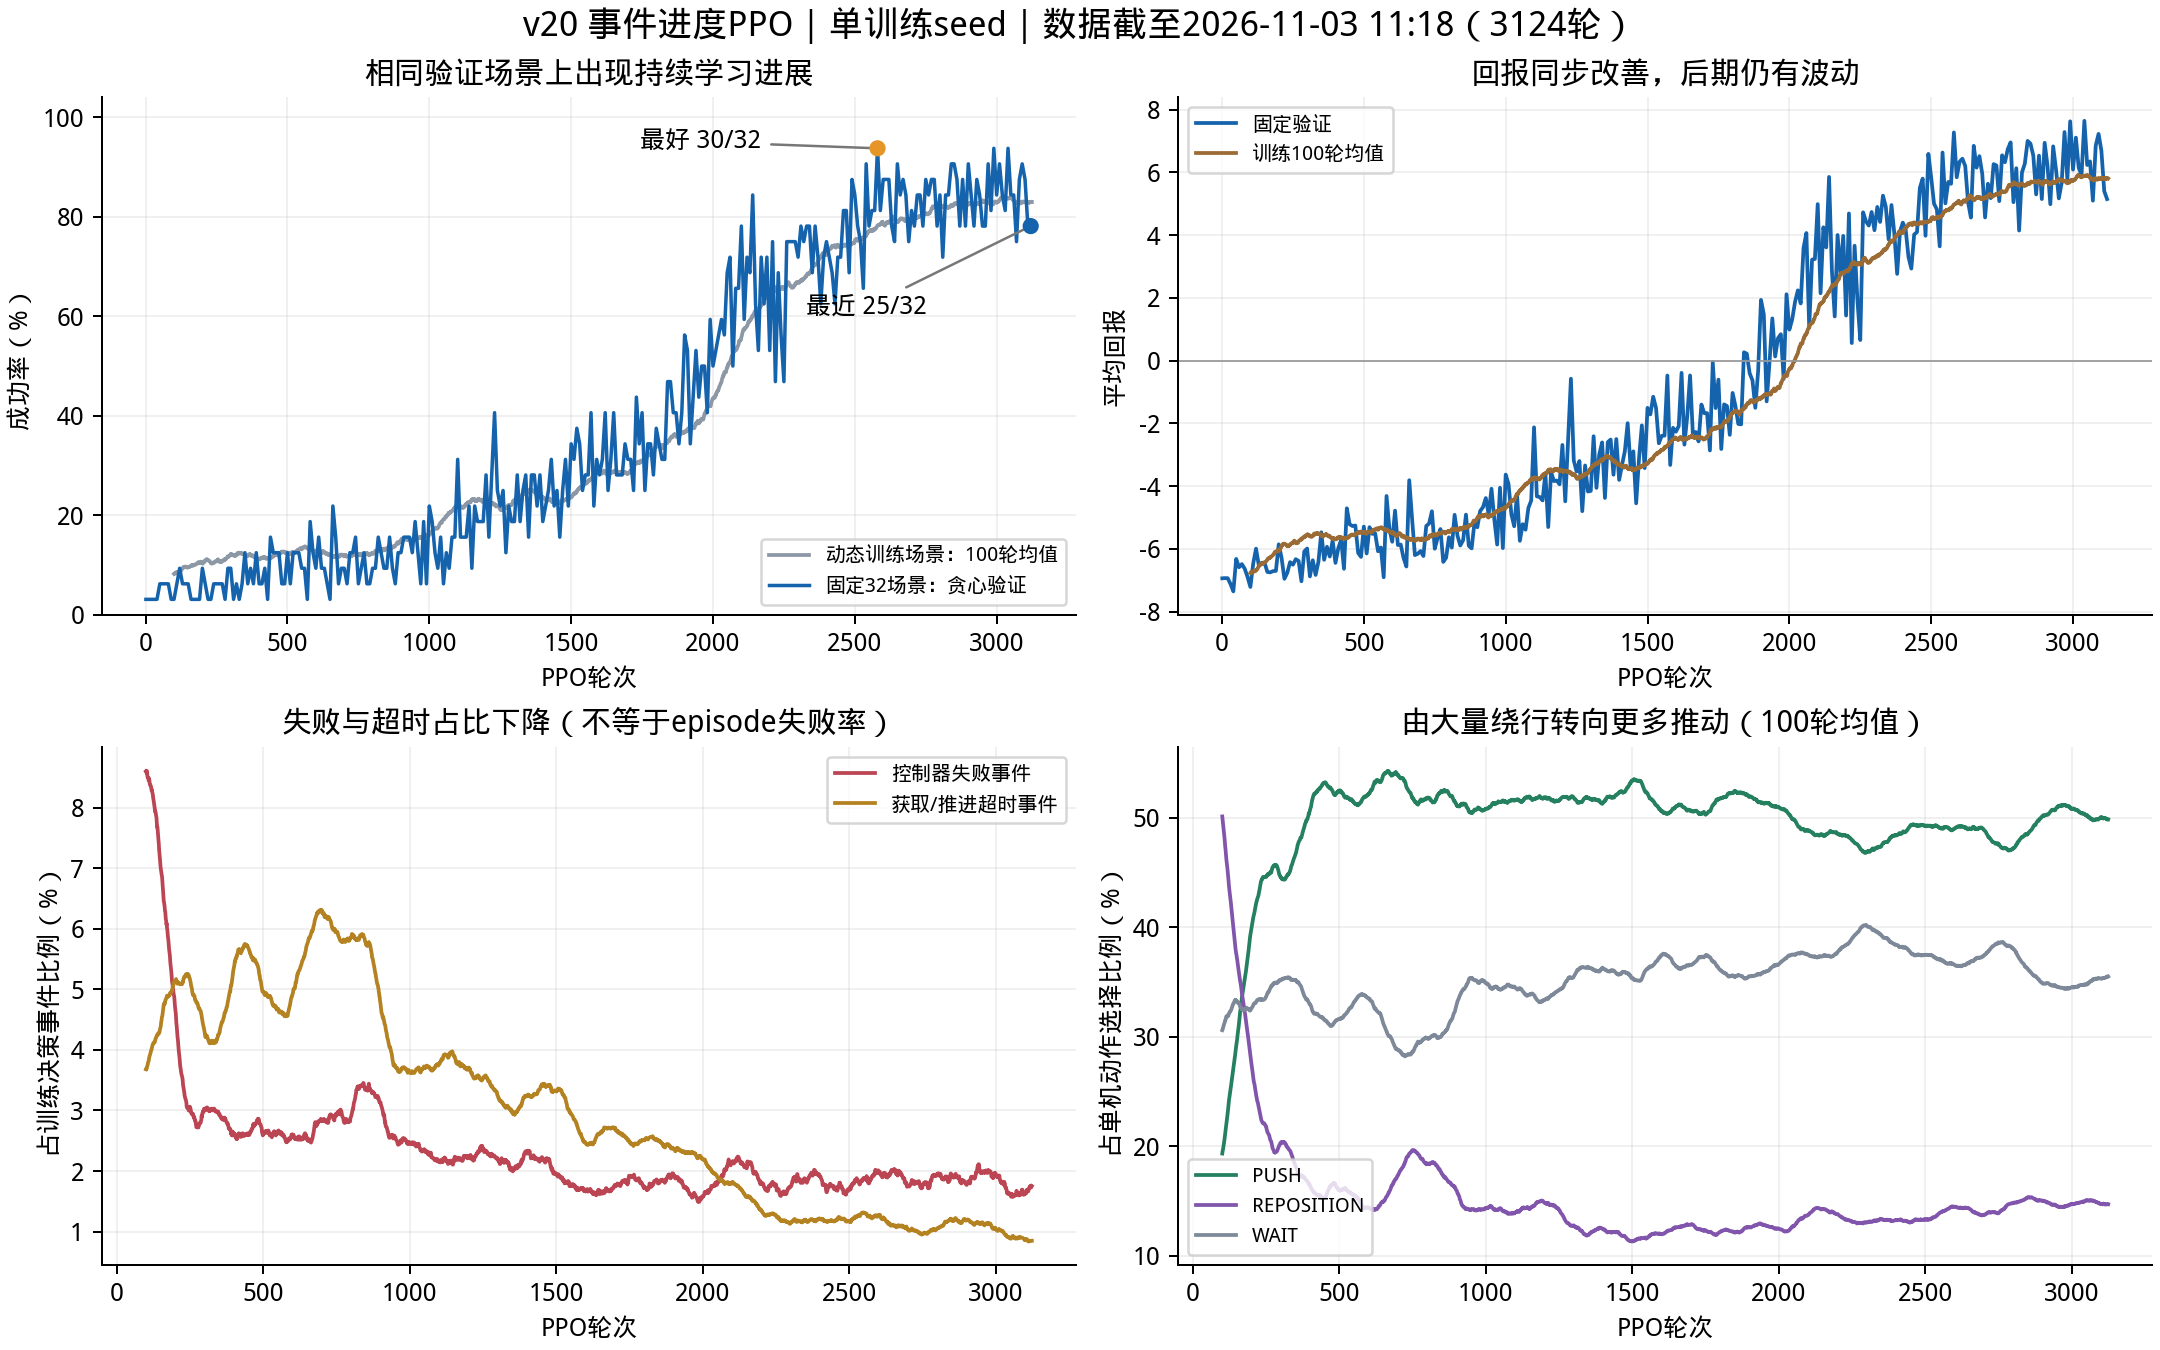 v20 事件进度PPO | 单训练seed | 数据截至2026-11-03 11:18（3124轮）
相同验证场景上出现持续学习进展
成功率（%）
100
80
60
40
20
0
最好 30/32
最近 25/32
动态训练场景：100轮均值
固定32场景：贪心验证
0 500 1000 1500 2000 2500 3000
PPO轮次
回报同步改善，后期仍有波动
平均回报
8
6
4
2
0
-2
-4
-6
-8
固定验证
训练100轮均值
0 500 1000 1500 2000 2500 3000
PPO轮次
失败与超时占比下降（不等于episode失败率）
占训练决策事件比例（%）
8
7
6
5
4
3
2
1
控制器失败事件
获取/推进超时事件
0 500 1000 1500 2000 2500 3000
PPO轮次
由大量绕行转向更多推动（100轮均值）
占单机动作选择比例（%）
50
40
30
20
10
PUSH
REPOSITION
WAIT
0 500 1000 1500 2000 2500 3000
PPO轮次